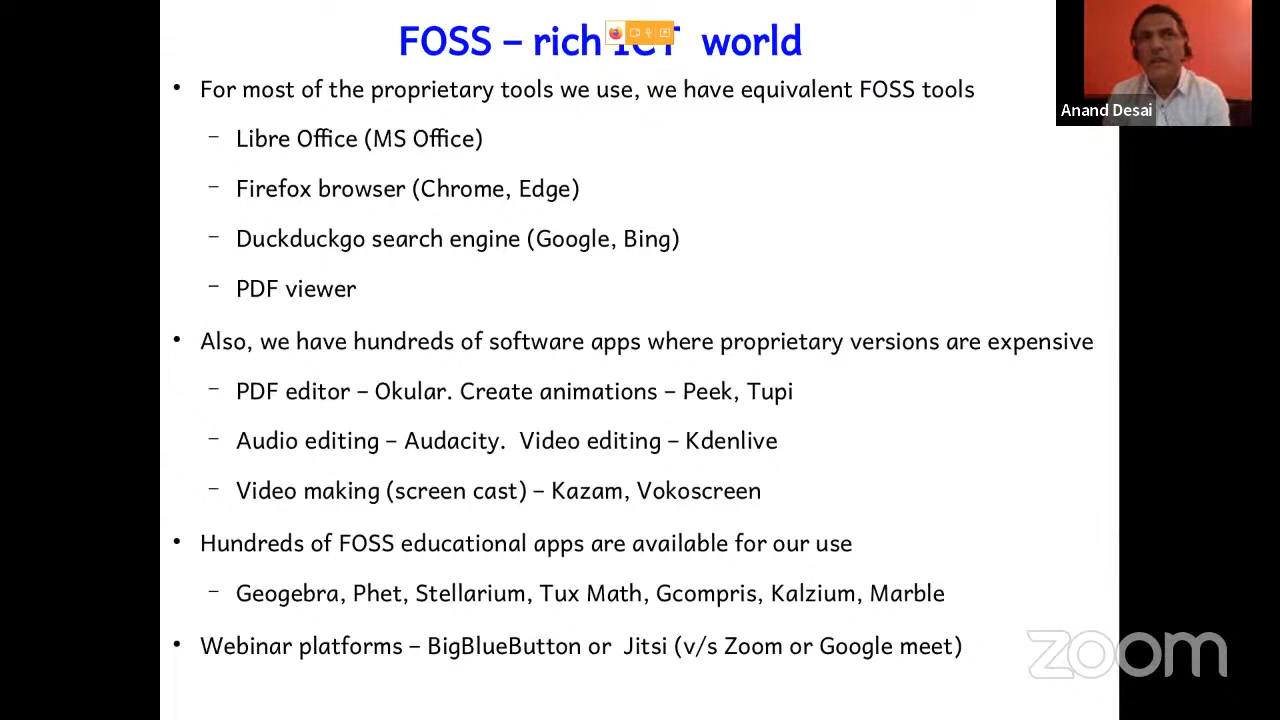 FOSS – rich ICT world
• For most of the proprietary tools we use, we have equivalent FOSS tools
– Libre Office (MS Office)
– Firefox browser (Chrome, Edge)
– Duckduckgo search engine (Google, Bing)
– PDF viewer
• Also, we have hundreds of software apps where proprietary versions are expensive
– PDF editor – Okular. Create animations – Peek, Tupi
– Audio editing – Audacity. Video editing – Kdenlive
– Video making (screen cast) – Kazam, Vokoscreen
• Hundreds of FOSS educational apps are available for our use
– Geogebra, Phet, Stellarium, Tux Math, Gcompris, Kalzium, Marble
• Webinar platforms – BigBlueButton or Jitsi (v/s Zoom or Google meet)
Anand Desai
zoom